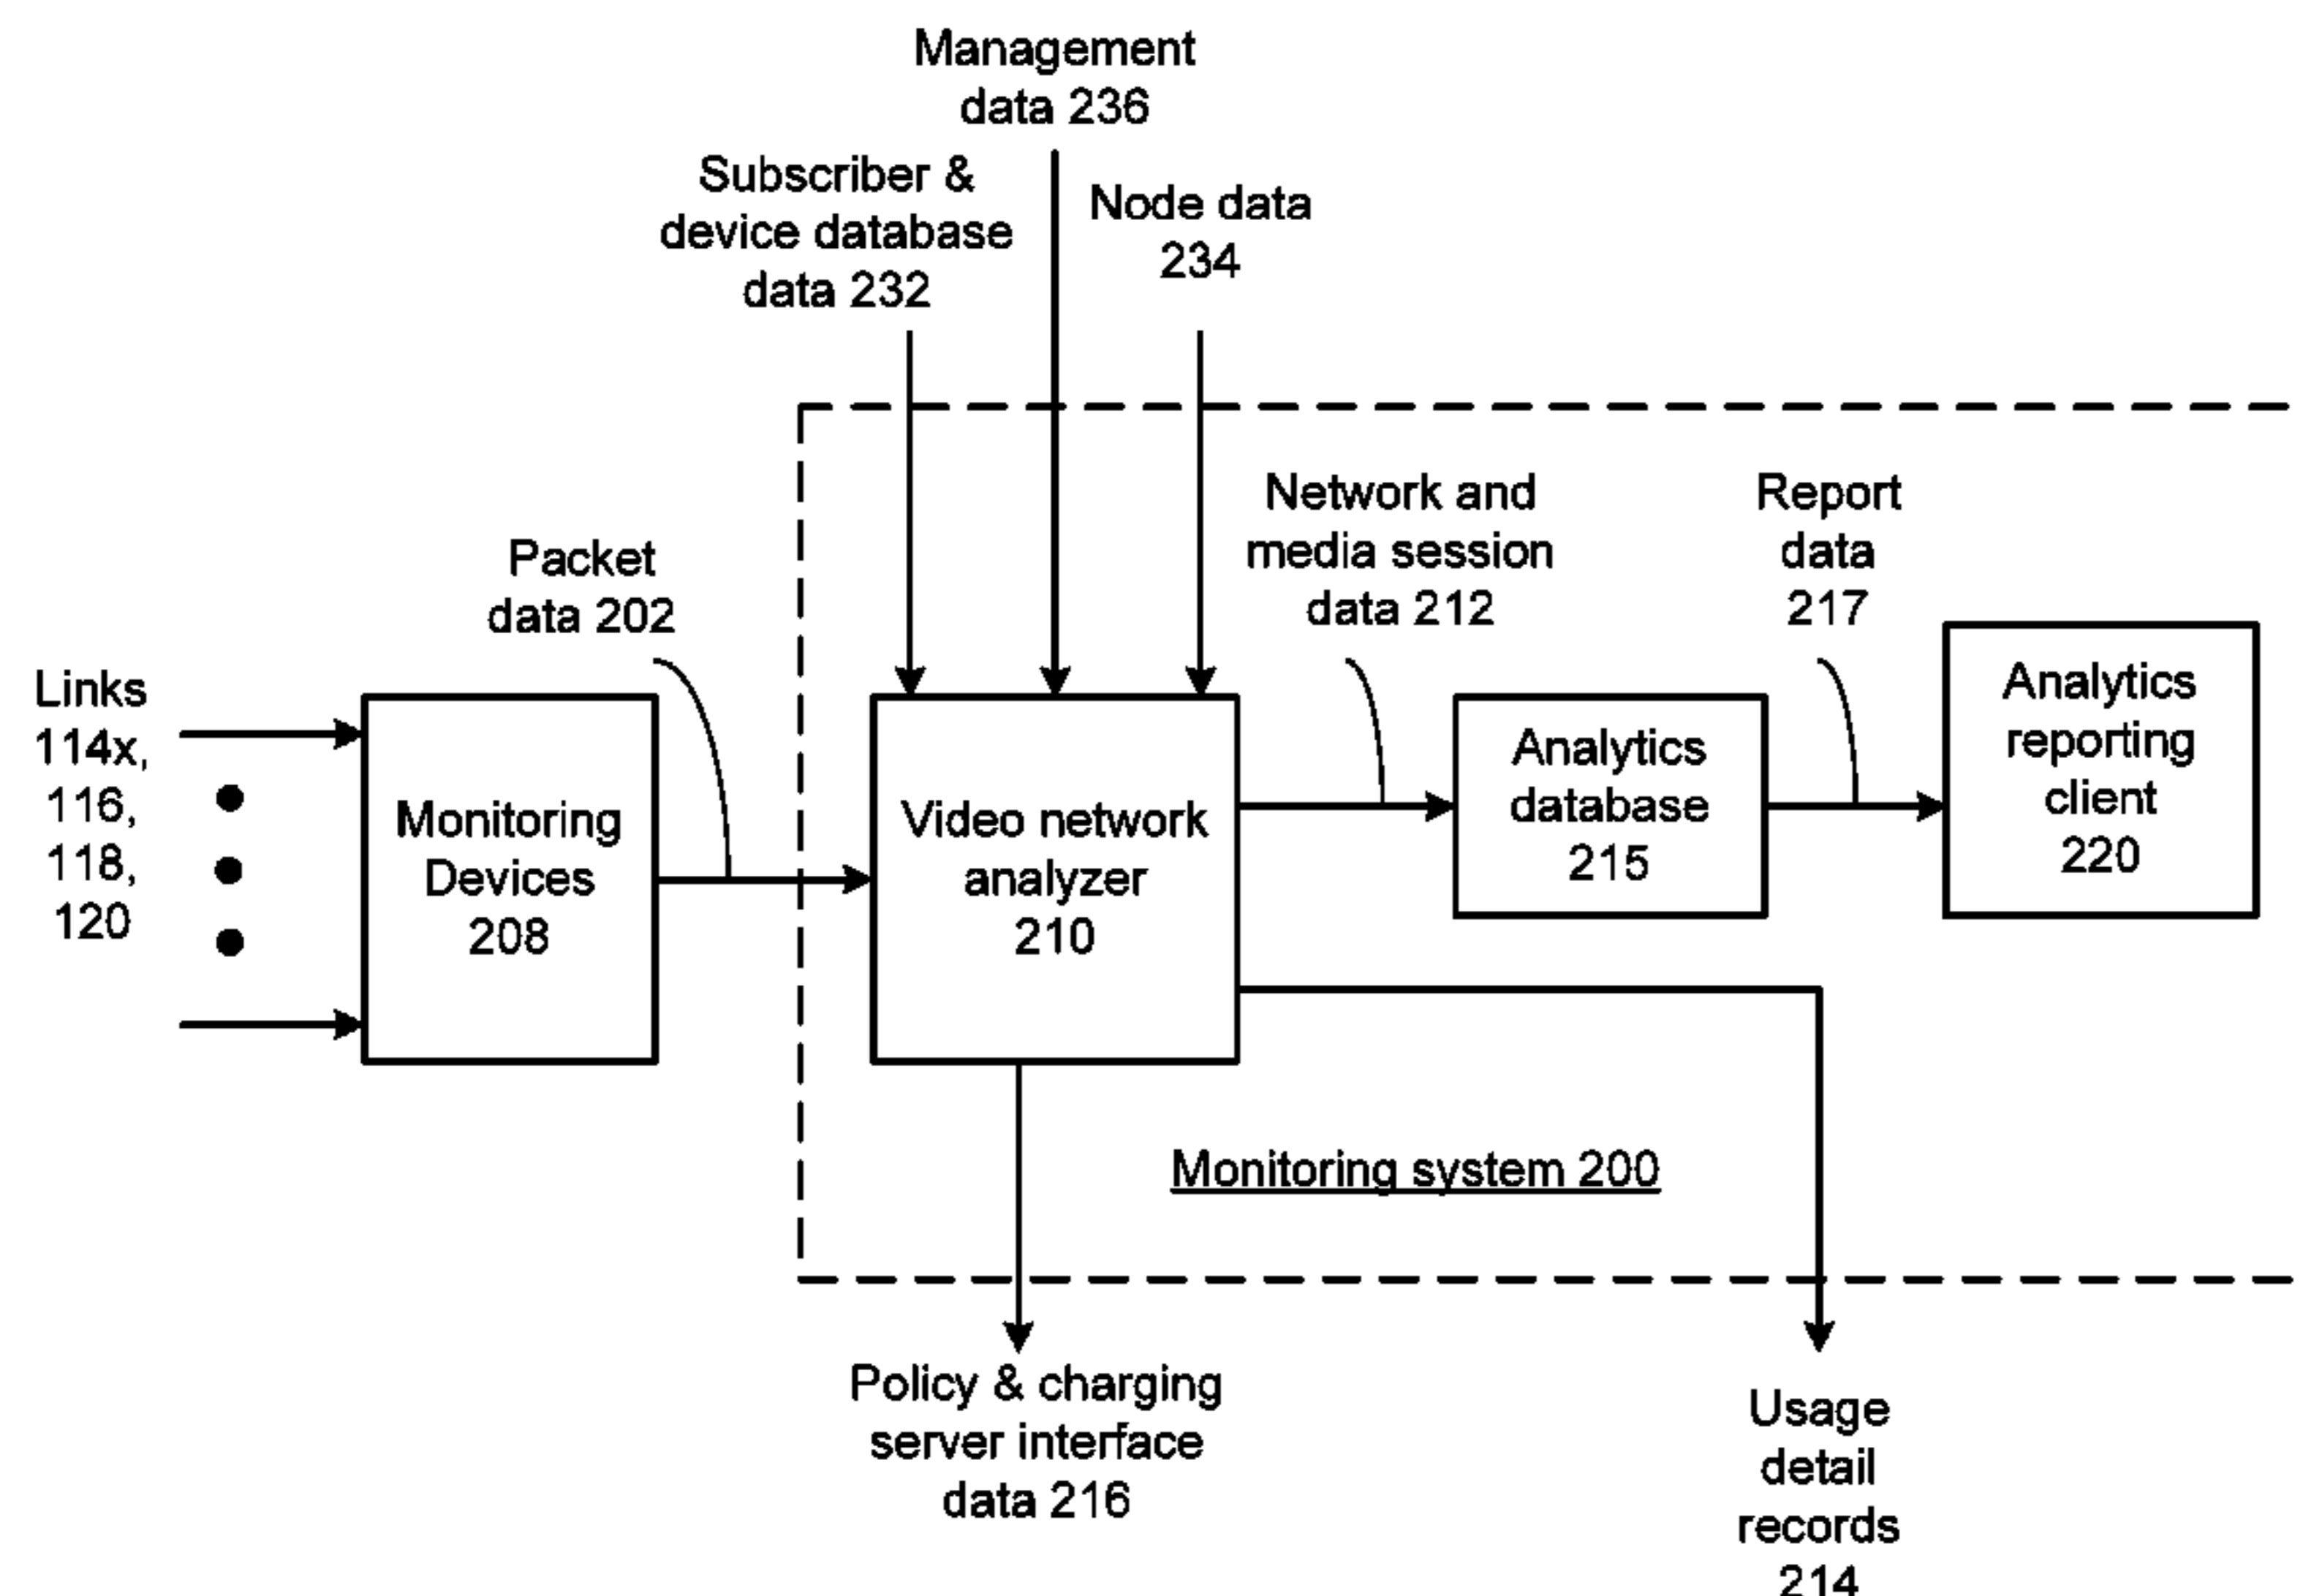 Management
data 236
Subscriber &
device database
data 232
Node data
234
Network and
media session
data 212
Report
data
217
Packet
data 202
Links
114x,
116,
118,
120
Monitoring
Devices
208
Video network
analyzer
210
Analytics
database
215
Analytics
reporting
client
220
Monitoring system 200
Policy & charging
server interface
data 216
Usage
detail
records
214